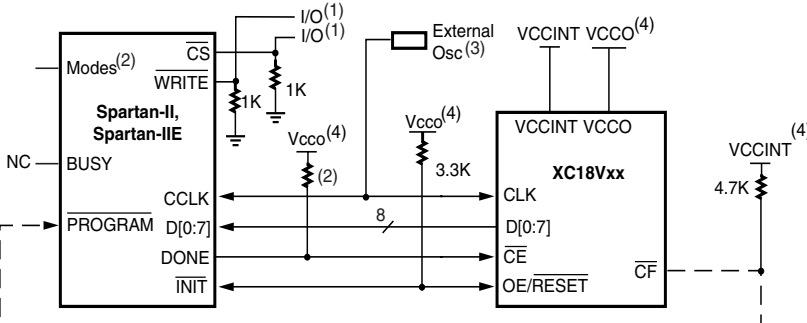 I/O(1)
I/O(1)
External
Osc(3)
VCCINT VCCO(4)
CS
Modes(2)
WRITE
1K
1K
Spartan-II,
Spartan-IIE
Vcco(4)
Vcco(4)
VCCINT VCCO
VCCINT(4)
NC
BUSY
(2)
3.3K
XC18Vxx
4.7K
CCLK
CLK
PROGRAM
D[0:7]
8
D[0:7]
DONE
CE
CF
INIT
OE/RESET